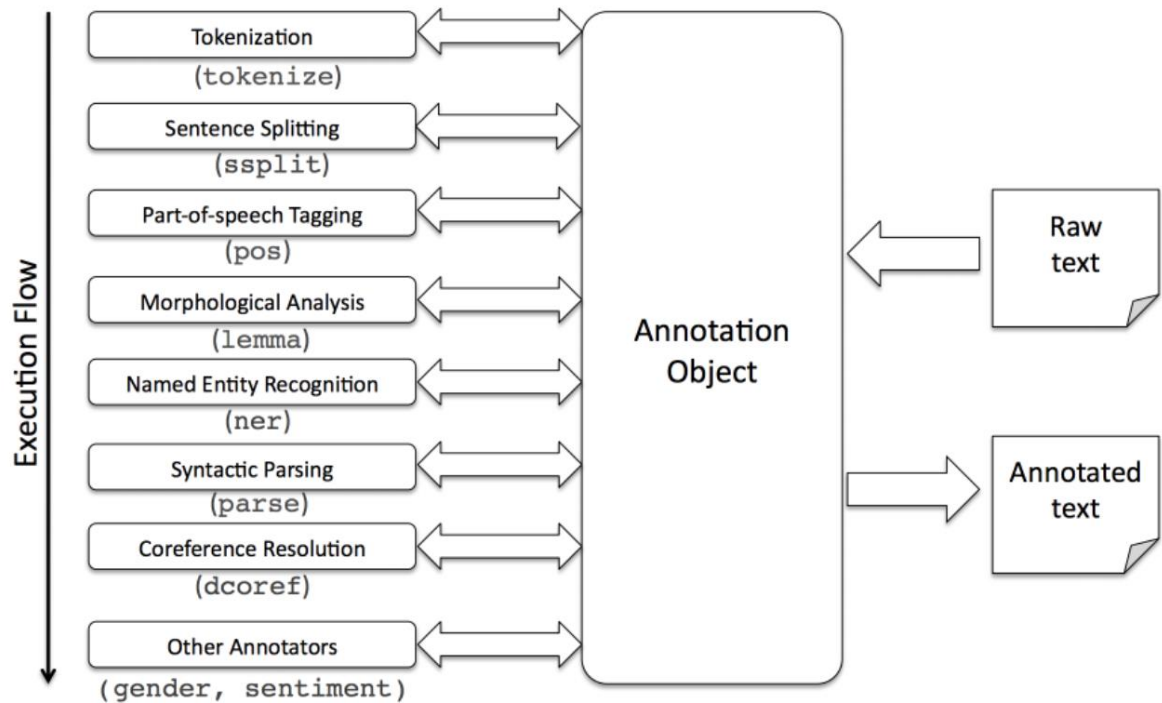 Execution Flow
Tokenization
(tokenize)
Sentence Splitting
(ssplit)
Part-of-speech Tagging
(pos)
Morphological Analysis
(lemma)
Named Entity Recognition
(ner)
Syntactic Parsing
(parse)
Coreference Resolution
(dcoref)
Other Annotators
(gender, sentiment)
Annotation
Object
Raw
text
Annotated
text